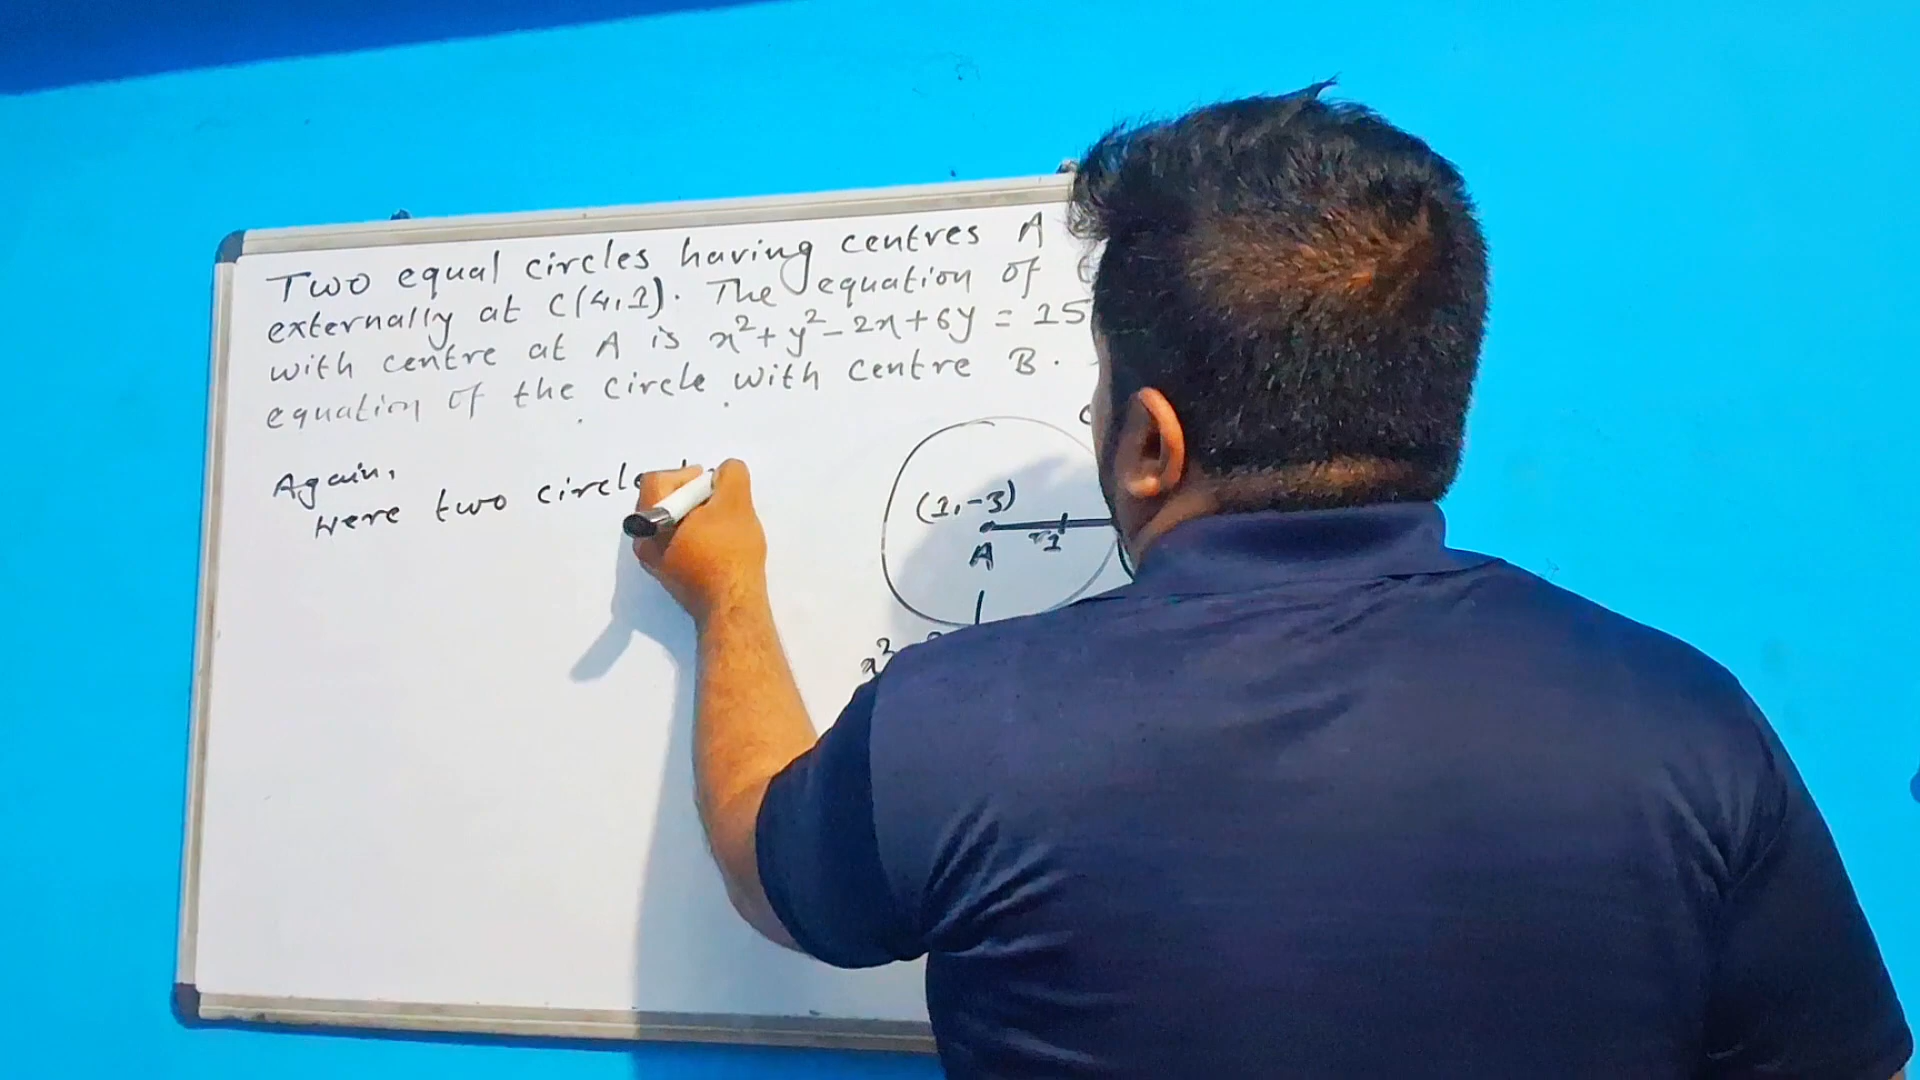 Two equal circles having centres A
externally at C(4,1). The equation of
with centre at A is x²+y²-2x+6y = 15
equation of the circle with centre B.
Again,
Here two circle
(1,-3)
A
r1
x²